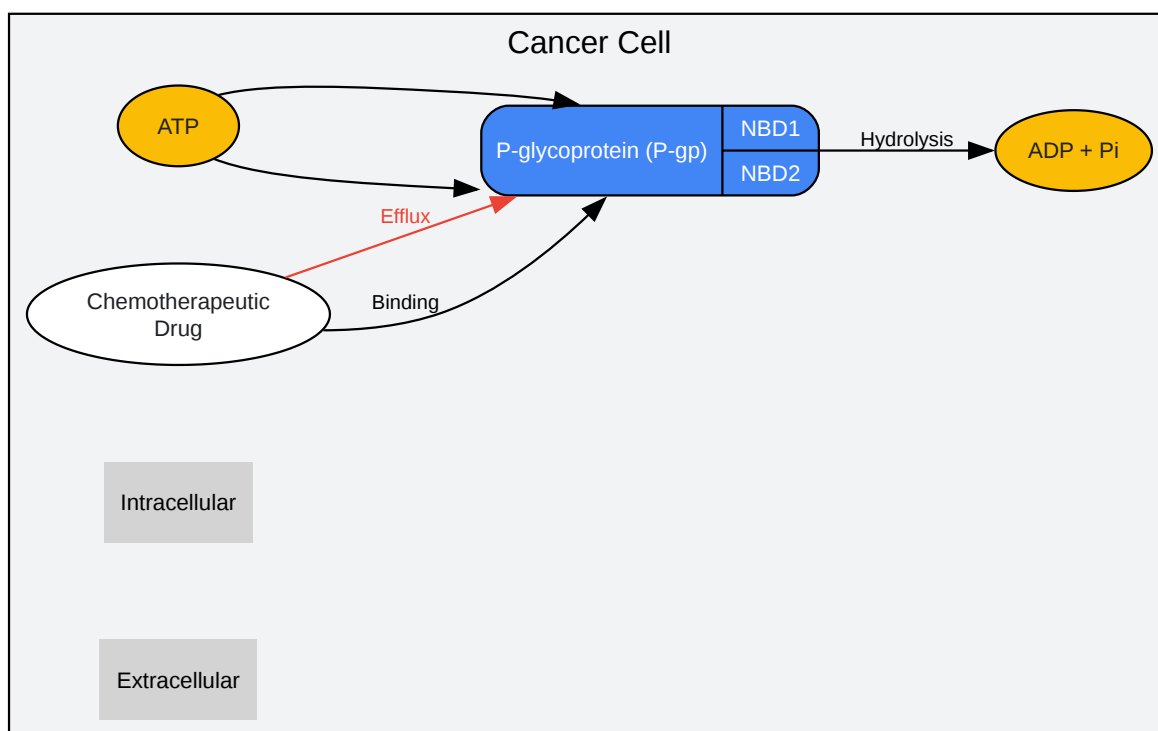 Cancer Cell
ATP
P-glycoprotein (P-gp)
NBD1
NBD2
Hydrolysis
ADP + Pi
Efflux
Chemotherapeutic
Drug
Binding
Intracellular
Extracellular